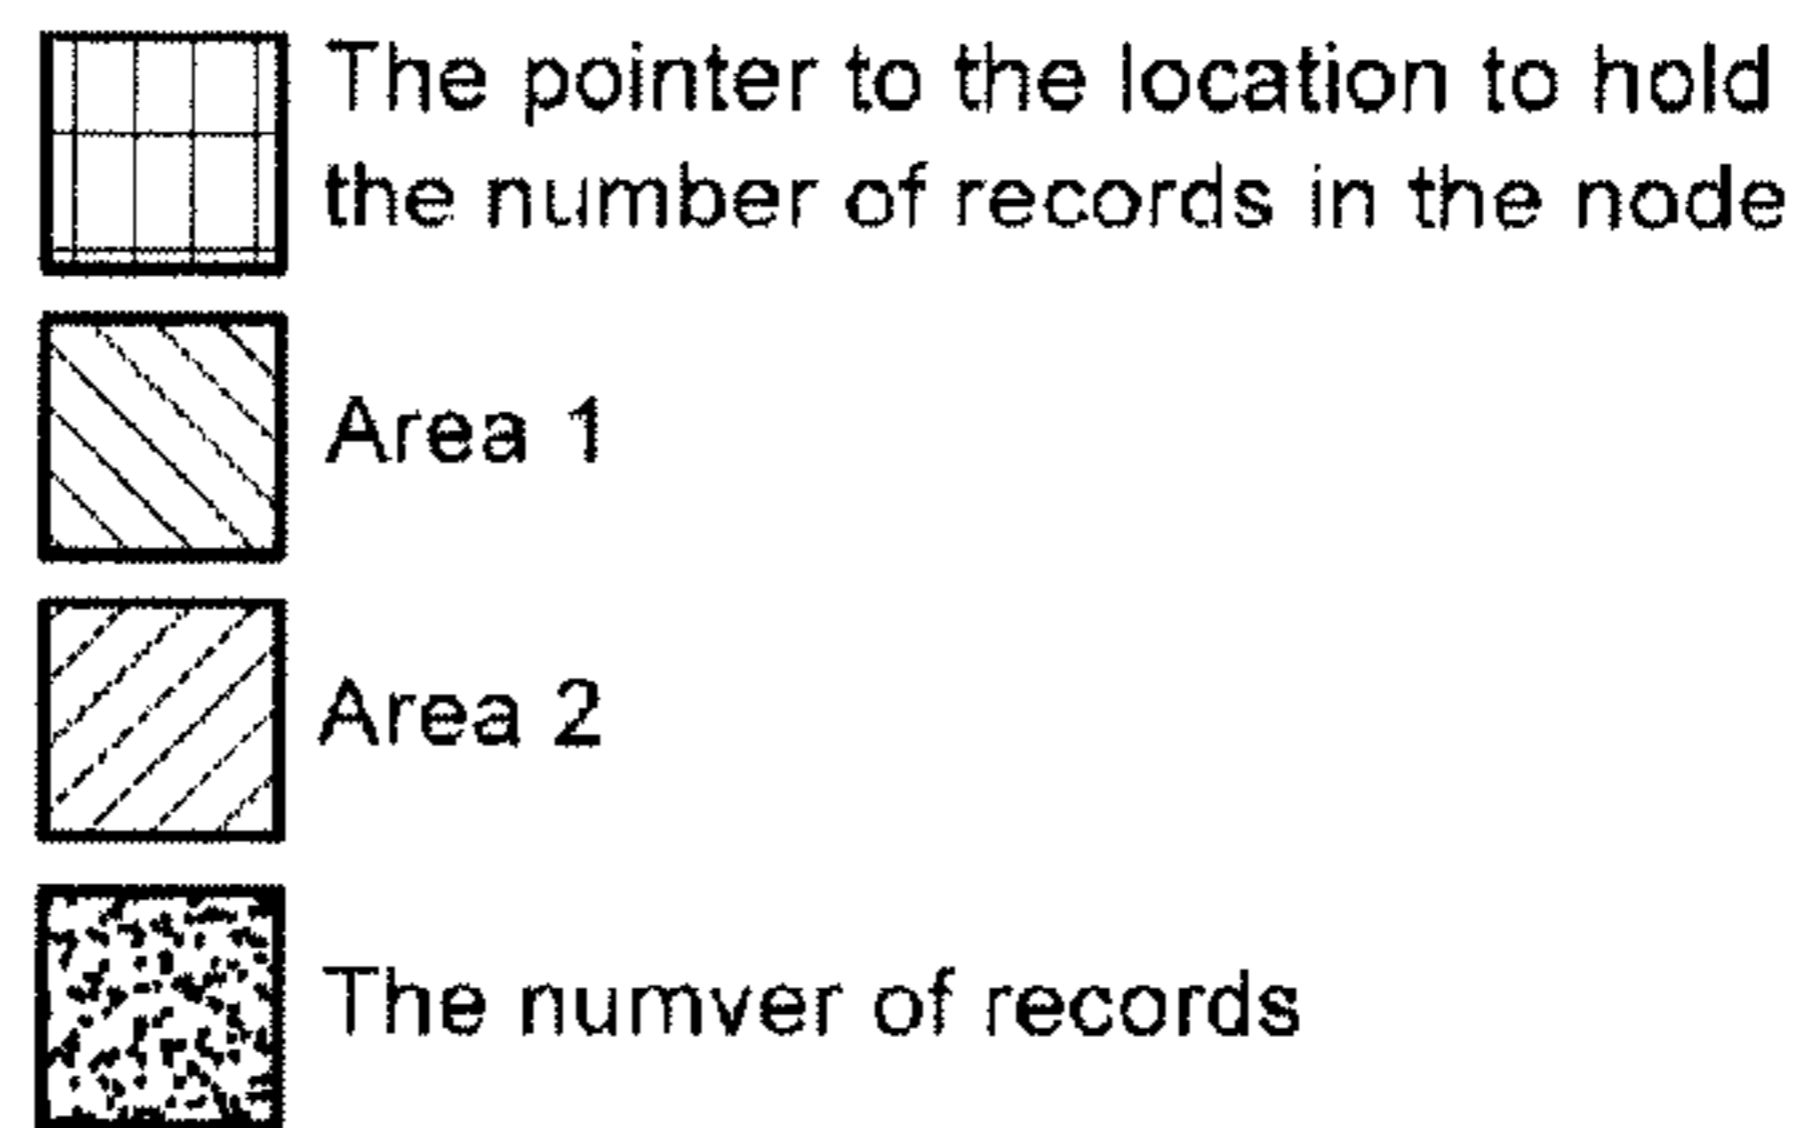 The pointer to the location to hold
the number of records in the node
Area 1
Area 2
The numver of records